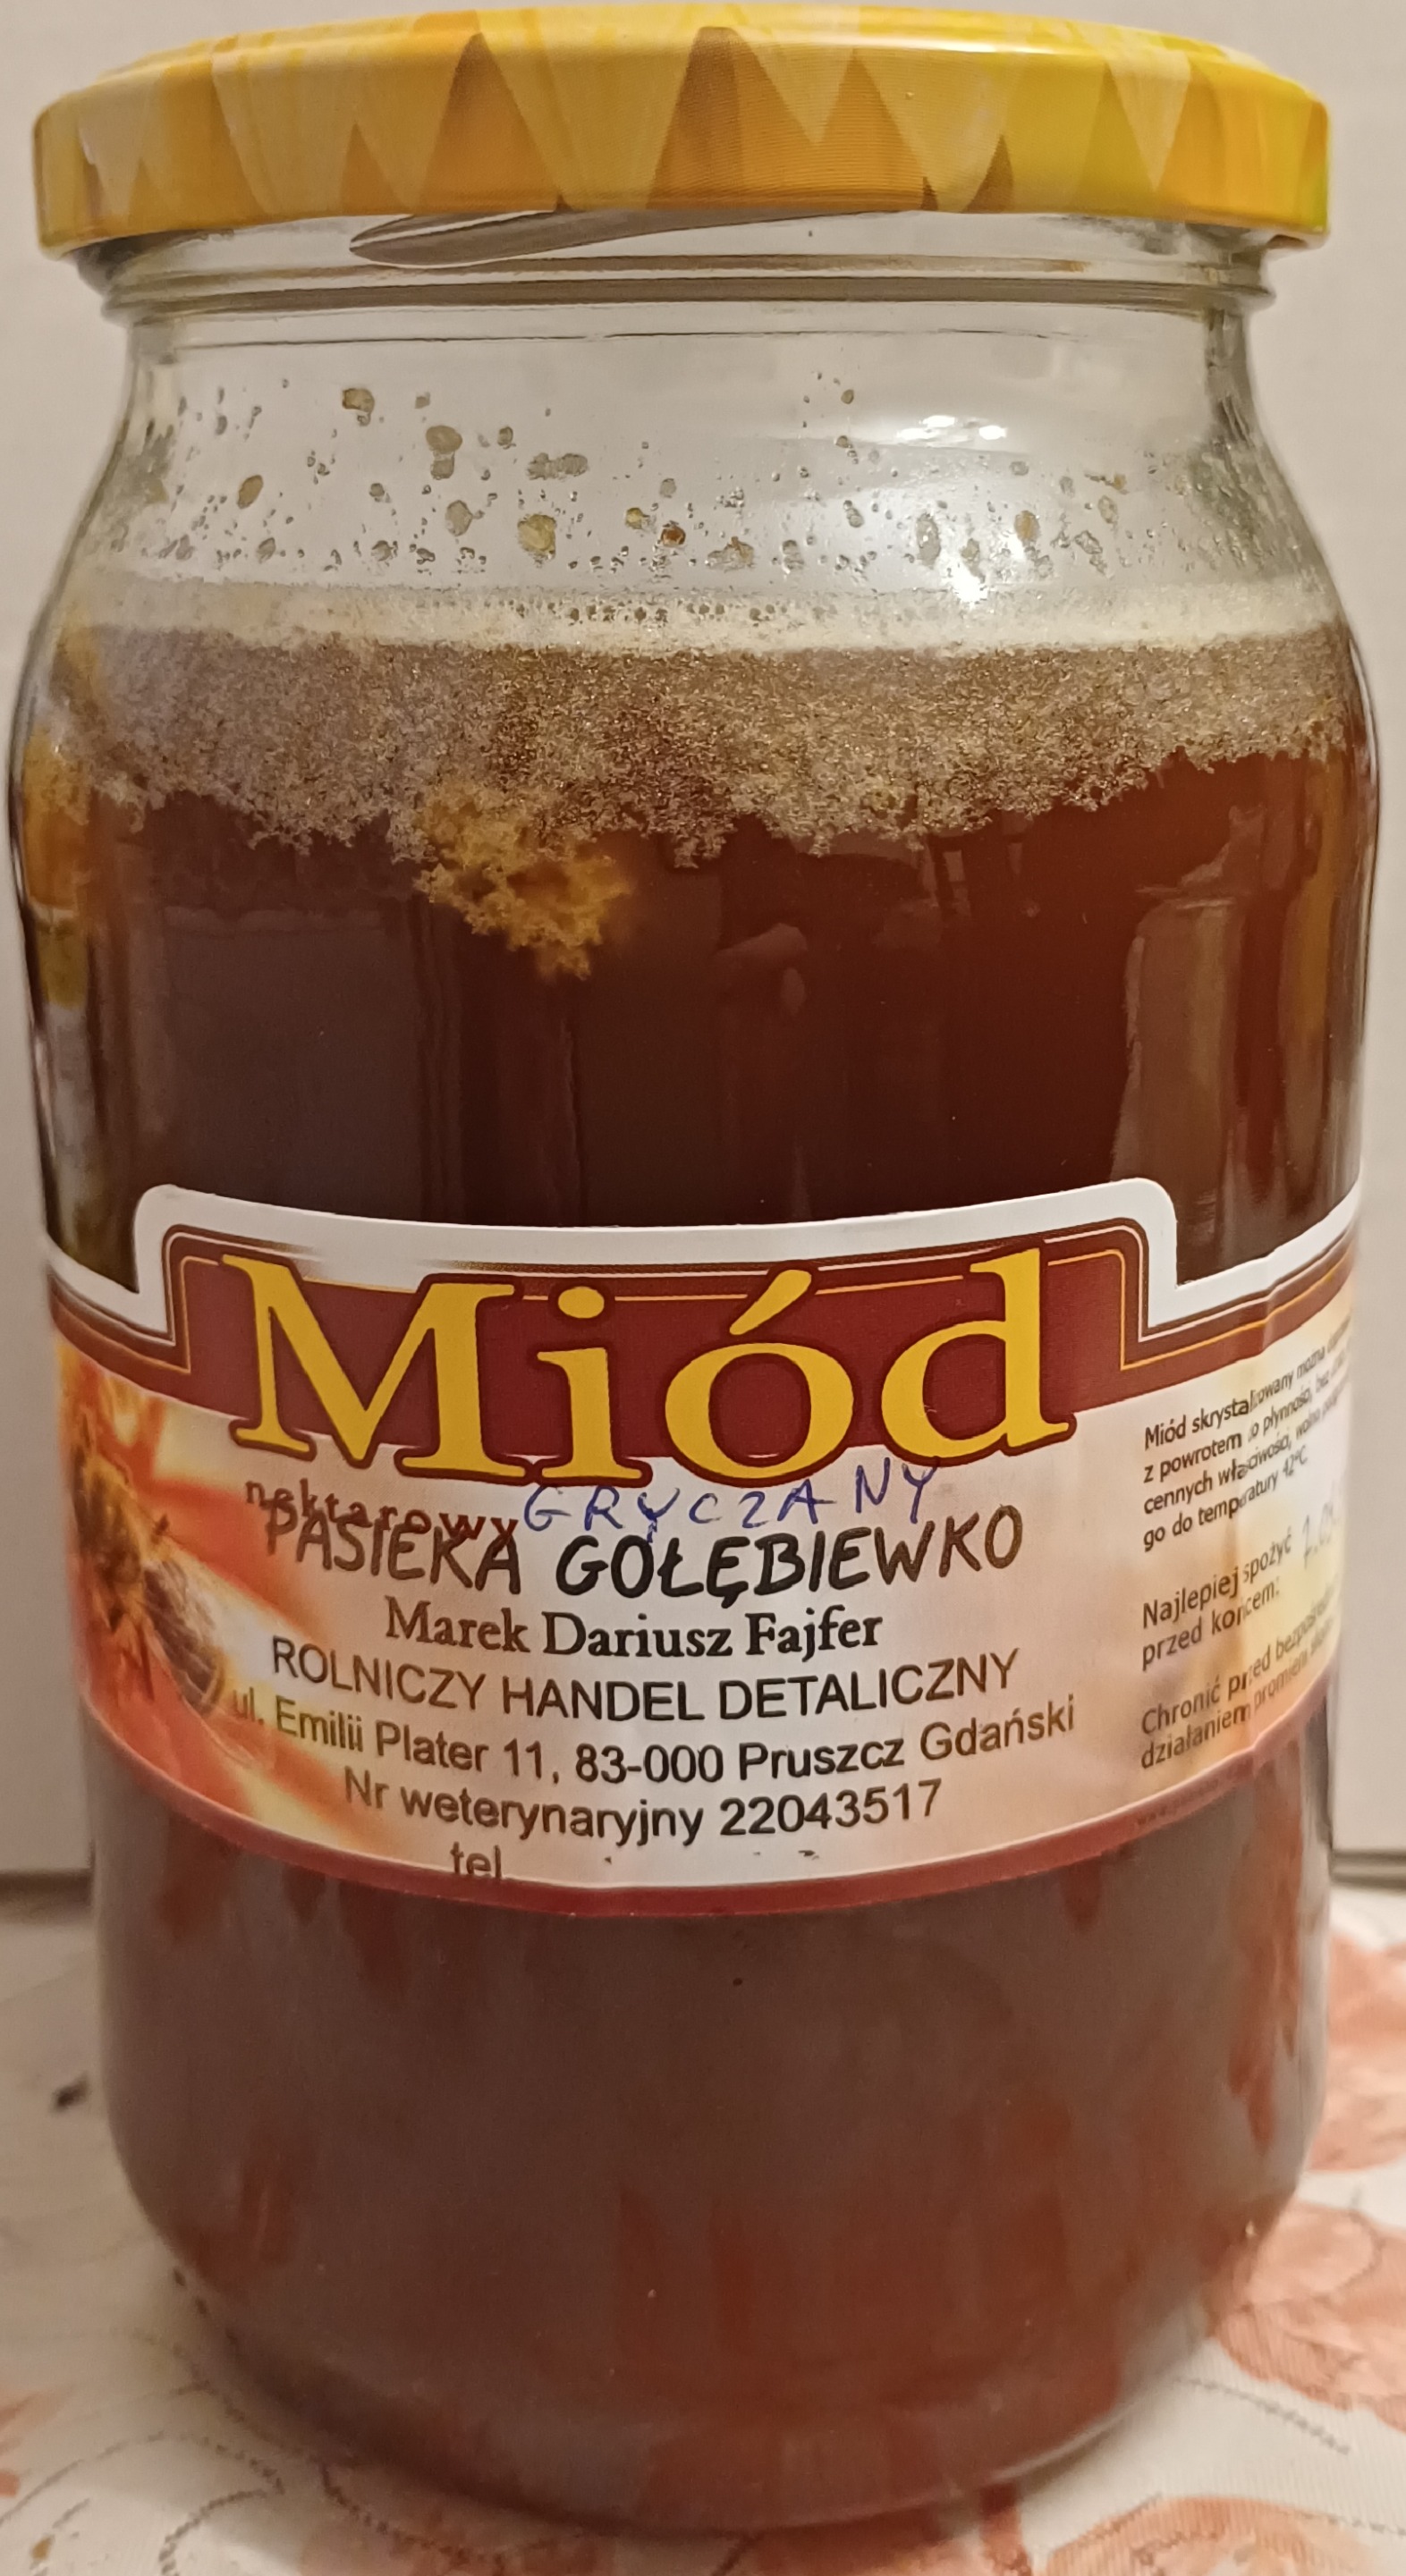 Miód
nektarowy GRYCZANY
PASIEKA GOŁĘBIEWKO
Marek Dariusz Fajfer
ROLNICZY HANDEL DETALICZNY
ul. Emilii Plater 11, 83-000 Pruszcz Gdański
Nr weterynaryjny 22043517
tel.
Miód skrystalizowany można
z powrotem do płynności, bez
cennych właściwości,
go do temperatury 42°C
Najlepiej spożyć
przed końcem:
Chronić przed
działaniem promieni